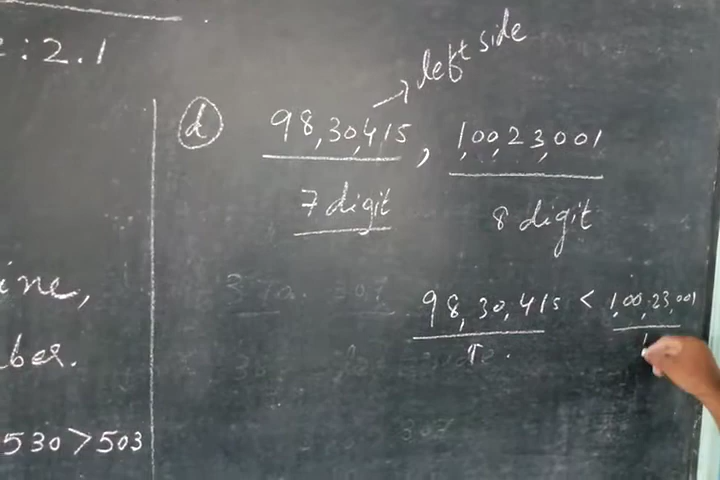 : 2.1
left side
d 98,30,415, 1,00,23,001
7 digit 8 digit
98,30,415 < 1,00,23,001
ine,
ber.
530 > 503